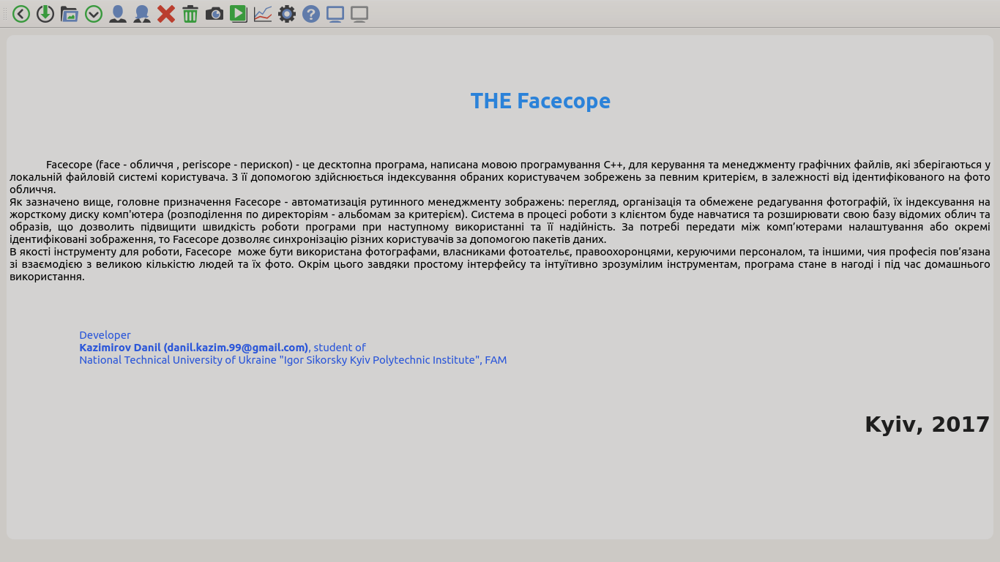 THE Facecope
Facecope (face - обличчя , periscope - перископ) - це десктопна програма, написана мовою програмування C++, для керування та менеджменту графічних файлів, які зберігаються у
локальній файловій системі користувача. З її допомогою здійснюється індексування обраних користувачем зобрежень за певним критерієм, в залежності від ідентифікованого на фото
обличчя.
Як зазначено вище, головне призначення Facecope - автоматизація рутинного менеджменту зображень: перегляд, організація та обмежене редагування фотографій, їх індексування на
жорсткому диску комп'ютера (розподілення по директоріям - альбомам за критерієм). Система в процесі роботи з клієнтом буде навчатися та розширювати свою базу відомих облич та
образів, що дозволить підвищити швидкість роботи програми при наступному використанні та її надійність. За потребі передати між комп’ютерами налаштування або окремі
ідентифіковані зображення, то Facecope дозволяє синхронізацію різних користувачів за допомогою пакетів даних.
В якості інструменту для роботи, Facecope може бути використана фотографами, власниками фотоательє, правоохоронцями, керуючими персоналом, та іншими, чия професія пов’язана
зі взаємодією з великою кількістю людей та їх фото. Окрім цього завдяки простому інтерфейсу та інтуїтивно зрозумілим інструментам, програма стане в нагоді і під час домашнього
використання.
Developer
Kazimirov Danil (danil.kazim.99@gmail.com), student of
National Technical University of Ukraine "Igor Sikorsky Kyiv Polytechnic Institute", FAM
Kyiv, 2017